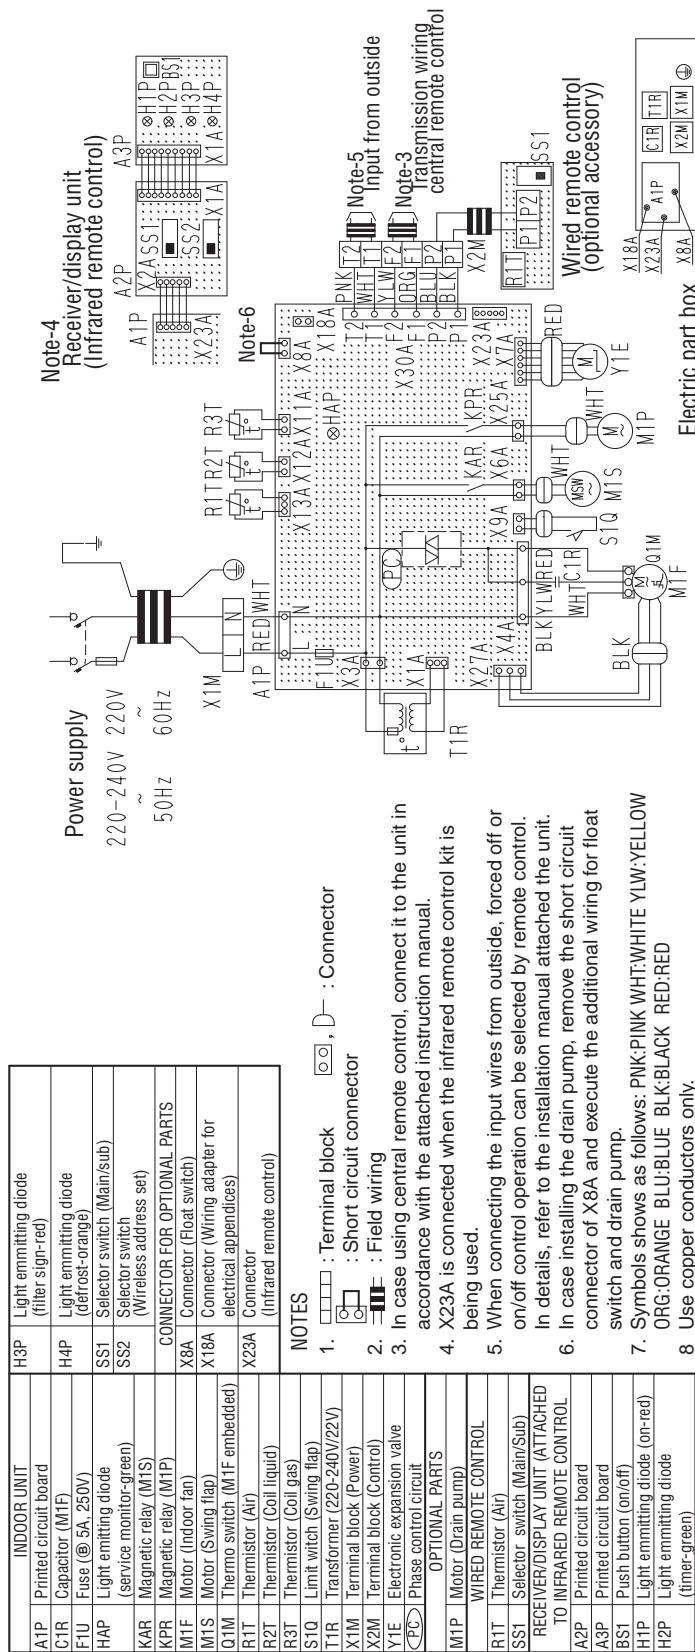 INDOOR UNIT
A1P Printed circuit board
C1R Capacitor (M1F)
F1U Fuse (Ⓑ 5A, 250V)
HAP Light emitting diode
(service monitor-green)
KAR Magnetic relay (M1S)
KPR Magnetic relay (M1P)
M1F Motor (Indoor fan)
M1S Motor (Swing flap)
Q1M Thermo switch (M1F embedded)
R1T Thermistor (Air)
R2T Thermistor (Coil liquid)
R3T Thermistor (Coil gas)
S1Q Limit witch (Swing flap)
T1R Transformer (220-240V/22V)
X1M Terminal block (Power)
X2M Terminal block (Control)
Y1E Electronic expansion valve
PC Phase control circuit
OPTIONAL PARTS
M1P Motor (Drain pump)
WIRED REMOTE CONTROL
R1T Thermistor (Air)
SS1 Selector switch (Main/Sub)
RECEIVER/DISPLAY UNIT (ATTACHED
TO INFRARED REMOTE CONTROL
A2P Printed circuit board
A3P Printed circuit board
BS1 Push button (on/off)
H1P Light emmitting diode (on-red)
H2P Light emmitting diode
(timer-green)
H3P Light emmitting diode
(filter sign-red)
H4P Light emmitting diode
(defrost-orange)
SS1 Selector switch (Main/sub)
SS2 Selector switch
(Wireless address set)
CONNECTOR FOR OPTIONAL PARTS
X8A Connector (Float switch)
X18A Connector (Wiring adapter for
electrical appendices)
X23A Connector
(Infrared remote control)
NOTES
1. : Terminal block , : Connector
: Short circuit connector
2. : Field wiring
3. In case using central remote control, connect it to the unit in
accordance with the attached instruction manual.
4. X23A is connected when the infrared remote control kit is
being used.
5. When connecting the input wires from outside, forced off or
on/off control operation can be selected by remote control.
In details, refer to the installation manual attached the unit.
6. In case installing the drain pump, remove the short circuit
connector of X8A and execute the additional wiring for float
switch and drain pump.
7. Symbols shows as follows: PNK:PINK WHT:WHITE YLW:YELLOW
ORG:ORANGE BLU:BLUE BLK:BLACK RED:RED
8 Use copper conductors only.
Power supply
220-240V 220V
~ ~
50Hz 60Hz
X1M
L N
A1P RED WHT
L N
F1U
X3A
X1A
t°
T1R
X27A X4A
BLK YLW RED
WHT C1R
BLK
M~
Q1M
M1F
PC
R1T R2T R3T
t° t° t°
X13A X12A X11A
HAP
Note-6
X8A
X18A
KAR KPR
X9A X6A X25A X7A
X23A
WHT
MSW ~
S1Q M1S
WHT
M~
M1P
RED
M
Y1E
X30A
T2 PNK T2
T1 WHT T1
F2 YLW F2
F1 ORG F1
P2 BLU P2
P1 BLK P1
X2M
Note-5
Input from outside
Note-3
Transmission wiring
central remote control
R1T
P1 P2
SS1
Wired remote control
(optional accessory)
Note-4
Receiver/display unit
(Infrared remote control)
A1P
X23A
A2P
X2A
SS1
SS2
X1A
A3P
X1A
H1P
H2P BS1
H3P
H4P
X18A
X23A
X8A
A1P
C1R T1R
X2M X1M
Electric part box